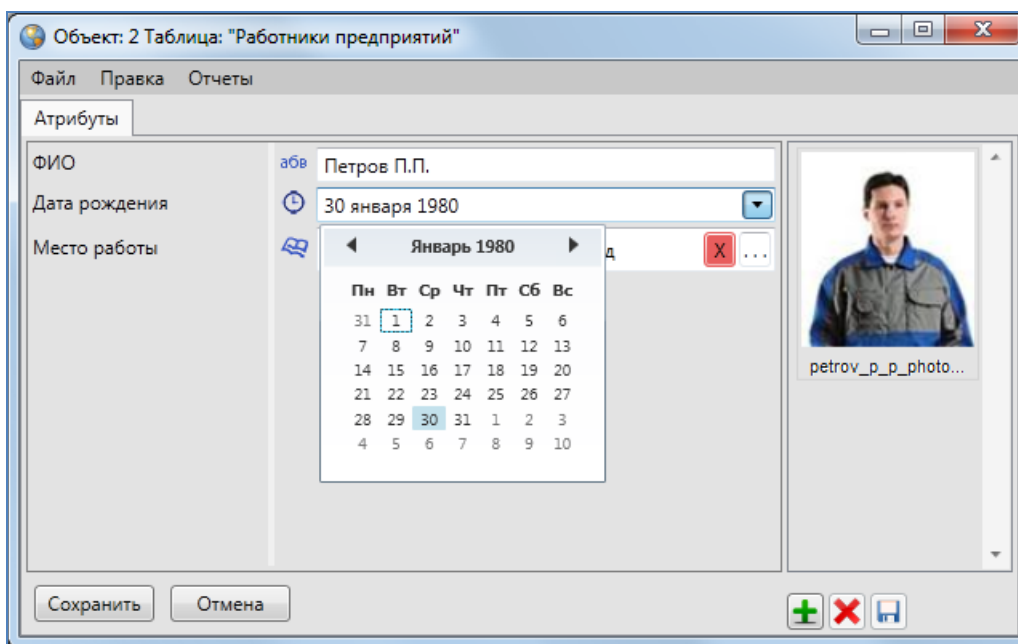 Объект: 2 Таблица: "Работники предприятий"
Файл Правка Отчеты
Атрибуты
ФИО абв Петров П.П.
Дата рождения 30 января 1980
Место работы д X ...
Январь 1980
Пн Вт Ср Чт Пт Сб Вс
31 1 2 3 4 5 6
7 8 9 10 11 12 13
14 15 16 17 18 19 20
21 22 23 24 25 26 27
28 29 30 31 1 2 3
4 5 6 7 8 9 10
petrov_p_p_photo...
Сохранить Отмена